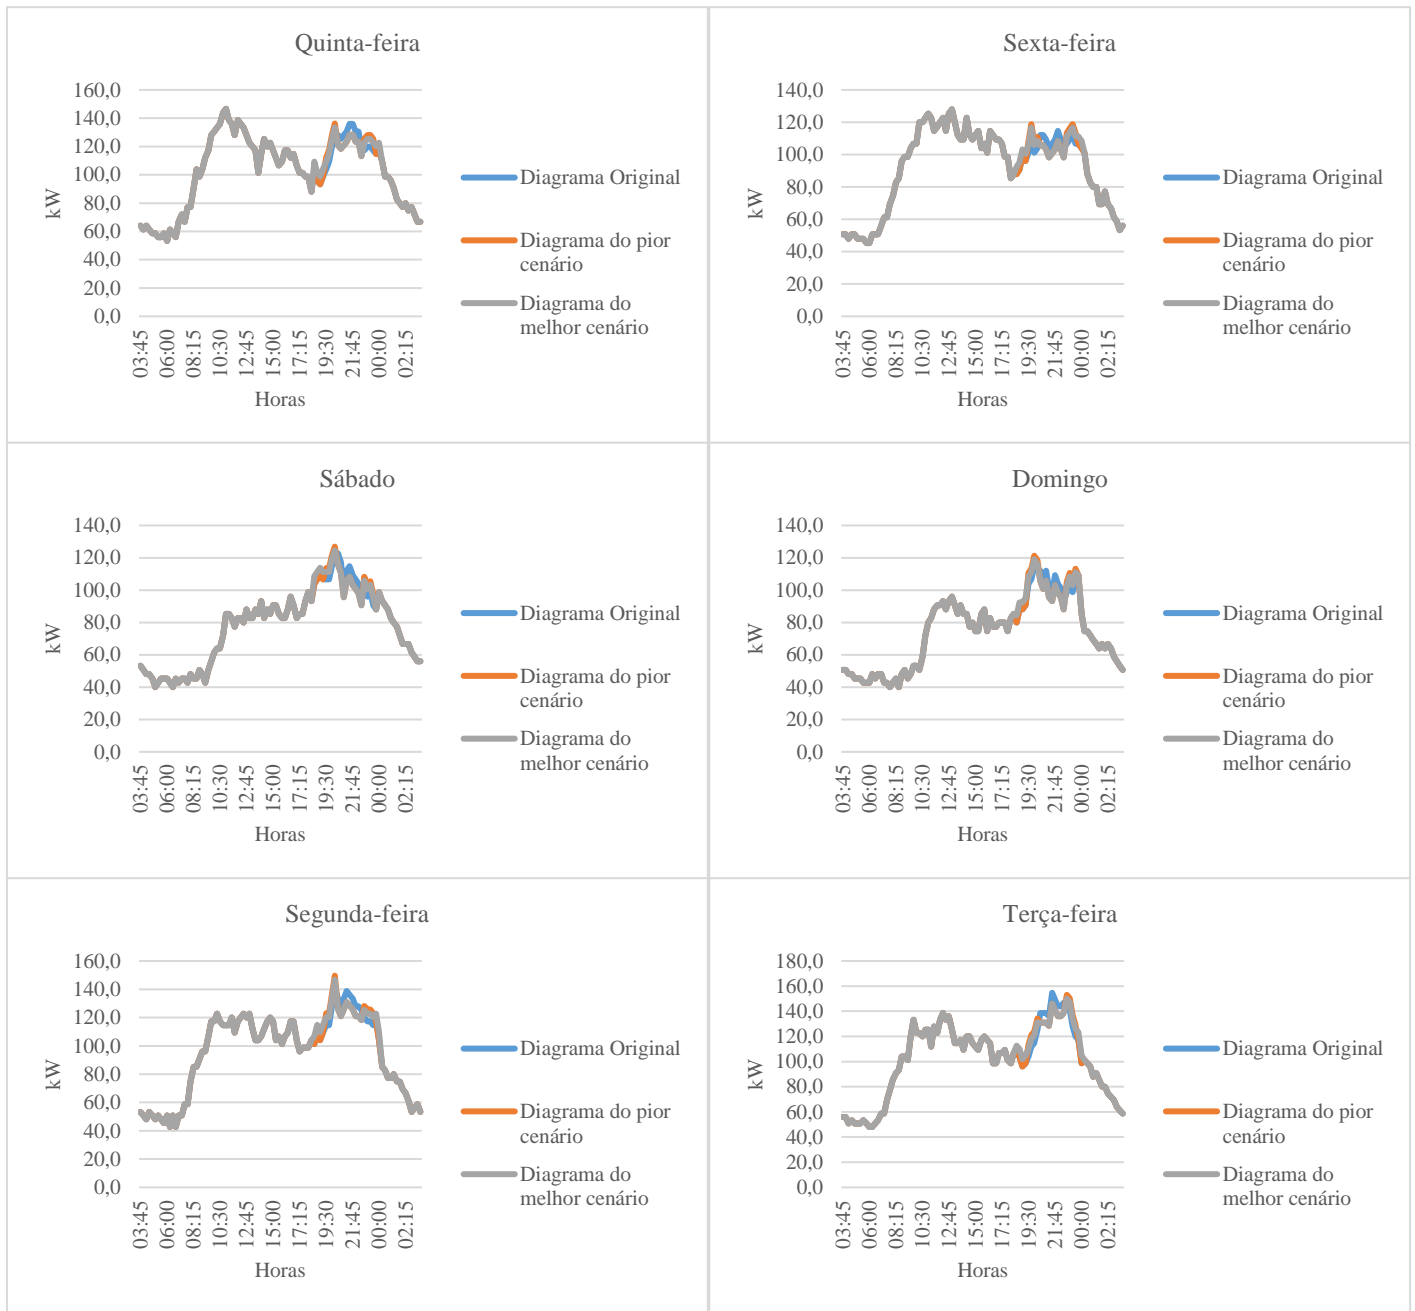 Quinta-feira
160,0
140,0
120,0
100,0
80,0
60,0
40,0
20,0
0,0
kW
03:45
06:00
08:15
10:30
12:45
15:00
17:15
19:30
21:45
00:00
02:15
Horas
Diagrama Original
Diagrama do pior
cenário
Diagrama do
melhor cenário
Sexta-feira
140,0
120,0
100,0
80,0
60,0
40,0
20,0
0,0
kW
03:45
06:00
08:15
10:30
12:45
15:00
17:15
19:30
21:45
00:00
02:15
Horas
Diagrama Original
Diagrama do pior
cenário
Diagrama do
melhor cenário
Sábado
140,0
120,0
100,0
80,0
60,0
40,0
20,0
0,0
kW
03:45
06:00
08:15
10:30
12:45
15:00
17:15
19:30
21:45
00:00
02:15
Horas
Diagrama Original
Diagrama do pior
cenário
Diagrama do
melhor cenário
Domingo
140,0
120,0
100,0
80,0
60,0
40,0
20,0
0,0
kW
03:45
06:00
08:15
10:30
12:45
15:00
17:15
19:30
21:45
00:00
02:15
Horas
Diagrama Original
Diagrama do pior
cenário
Diagrama do
melhor cenário
Segunda-feira
160,0
140,0
120,0
100,0
80,0
60,0
40,0
20,0
0,0
kW
03:45
06:00
08:15
10:30
12:45
15:00
17:15
19:30
21:45
00:00
02:15
Horas
Diagrama Original
Diagrama do pior
cenário
Diagrama do
melhor cenário
Terça-feira
180,0
160,0
140,0
120,0
100,0
80,0
60,0
40,0
20,0
0,0
kW
03:45
06:00
08:15
10:30
12:45
15:00
17:15
19:30
21:45
00:00
02:15
Horas
Diagrama Original
Diagrama do pior
cenário
Diagrama do
melhor cenário